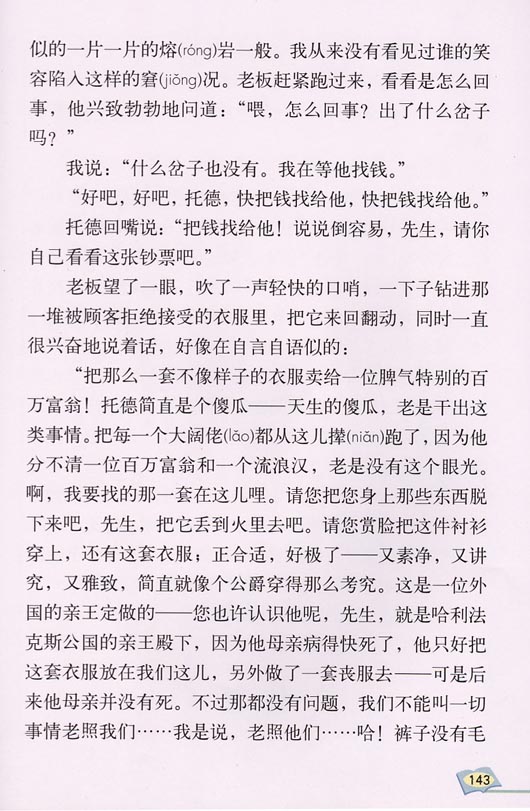 似的一片一片的熔(róng)岩一般。我从来没有看见过谁的笑
容陷入这样的窘(jiǒng)况。老板赶紧跑过来，看看是怎么回
事，他兴致勃勃地问道：“喂，怎么回事？出了什么岔子
吗？”
我说：“什么岔子也没有。我在等他找钱。”
“好吧，好吧，托德，快把钱找给他，快把钱找给他。”
托德回嘴说：“把钱找给他！说说倒容易，先生，请你
自己看看这张钞票吧。”
老板望了一眼，吹了一声轻快的口哨，一下子钻进那
一堆被顾客拒绝接受的衣服里，把它来回翻动，同时一直
很兴奋地说着话，好像在自言自语似的：
“把那么一套不像样子的衣服卖给一位脾气特别的百
万富翁！托德简直是个傻瓜——天生的傻瓜，老是干出这
类事情。把每一个大阔佬(lǎo)都从这儿撵(niǎn)跑了，因为他
分不清一位百万富翁和一个流浪汉，老是没有这个眼光。
啊，我要找的那一套在这儿哩。请您把您身上那些东西脱
下来吧，先生，把它丢到火里去吧。请您赏脸把这件衬衫
穿上，还有这套衣服；正合适，好极了——又素净，又讲
究，又雅致，简直就像个公爵穿得那么考究。这是一位外
国的亲王定做的——您也许认识他呢，先生，就是哈利法
克斯公国的亲王殿下，因为他母亲病得快死了，他只好把
这套衣服放在我们这儿，另外做了一套丧服去——可是后
来他母亲并没有死。不过那都没有问题，我们不能叫一切
事情老照我们……我是说，老照他们……哈！裤子没有毛
143